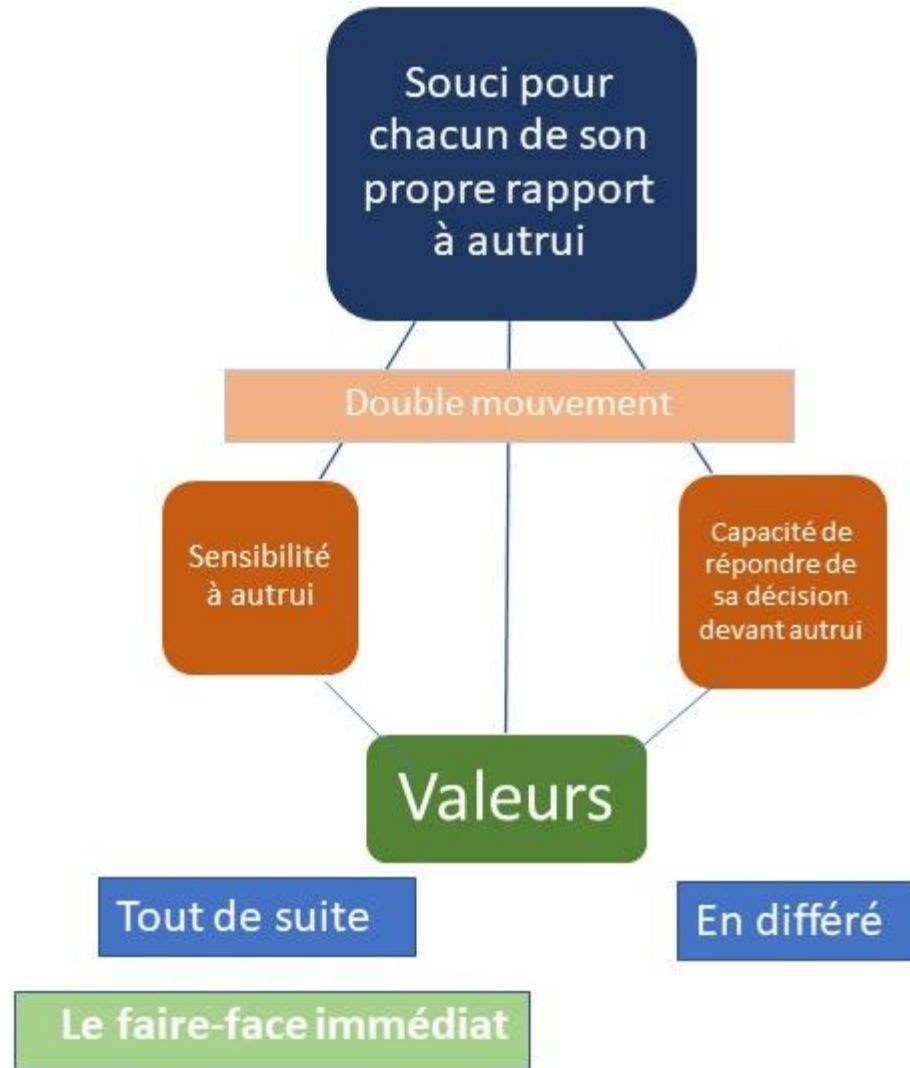 Souci pour
chacun de son
propre rapport
à autrui
Double mouvement
Sensibilité
à autrui
Capacité de
répondre de
sa décision
devant autrui
Valeurs
Tout de suite
En différé
Le faire-face immédiat